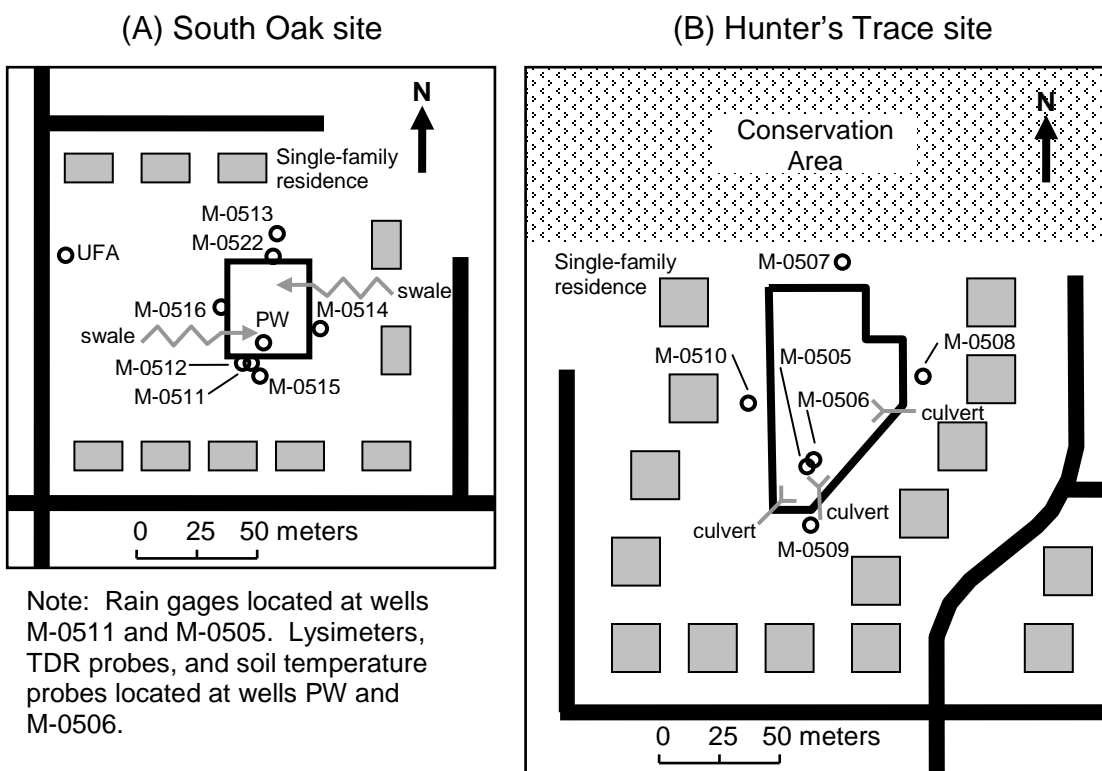 (A) South Oak site
N
Single-family
residence
M-0513
M-0522
UFA
swale
M-0516
PW
M-0514
swale
M-0512
M-0511
M-0515
0 25 50 meters
Note: Rain gages located at wells
M-0511 and M-0505. Lysimeters,
TDR probes, and soil temperature
probes located at wells PW and
M-0506.
(B) Hunter's Trace site
N
Conservation
Area
Single-family
residence
M-0507
M-0510
M-0505
M-0508
M-0506
culvert
culvert
culvert
M-0509
0 25 50 meters